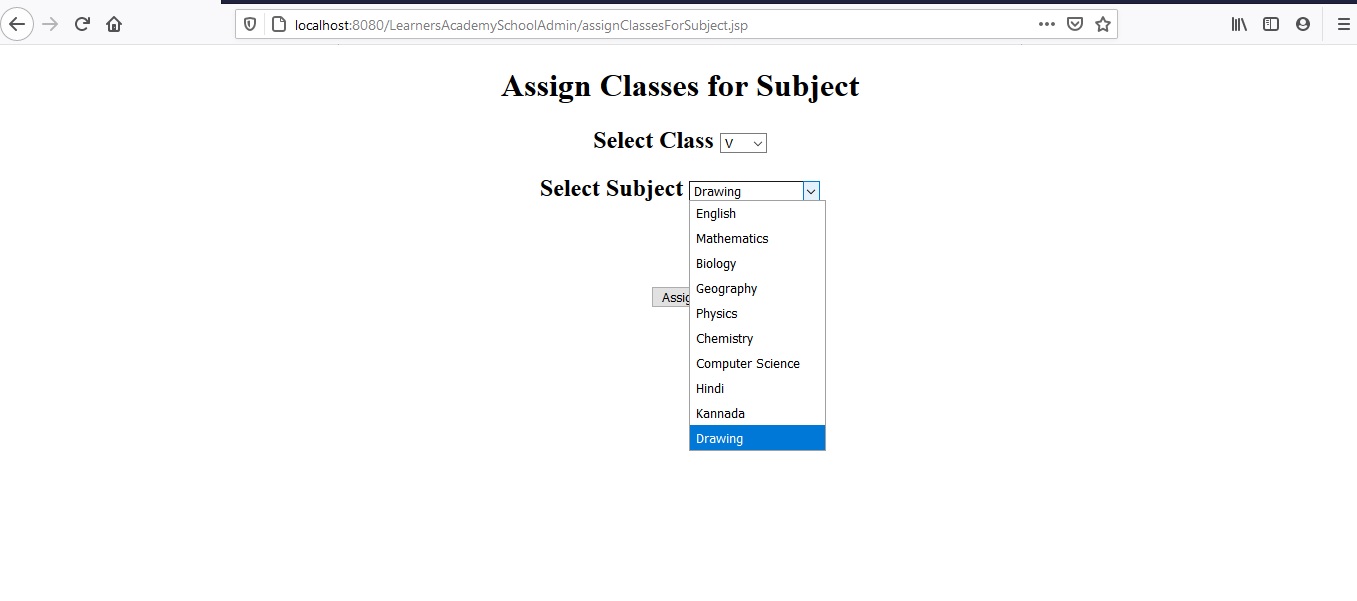 localhost:8080/LearnersAcademySchoolAdmin/assignClassesForSubject.jsp
Assign Classes for Subject
Select Class V
Select Subject Drawing
English
Mathematics
Biology
Geography
Physics
Chemistry
Computer Science
Hindi
Kannada
Drawing